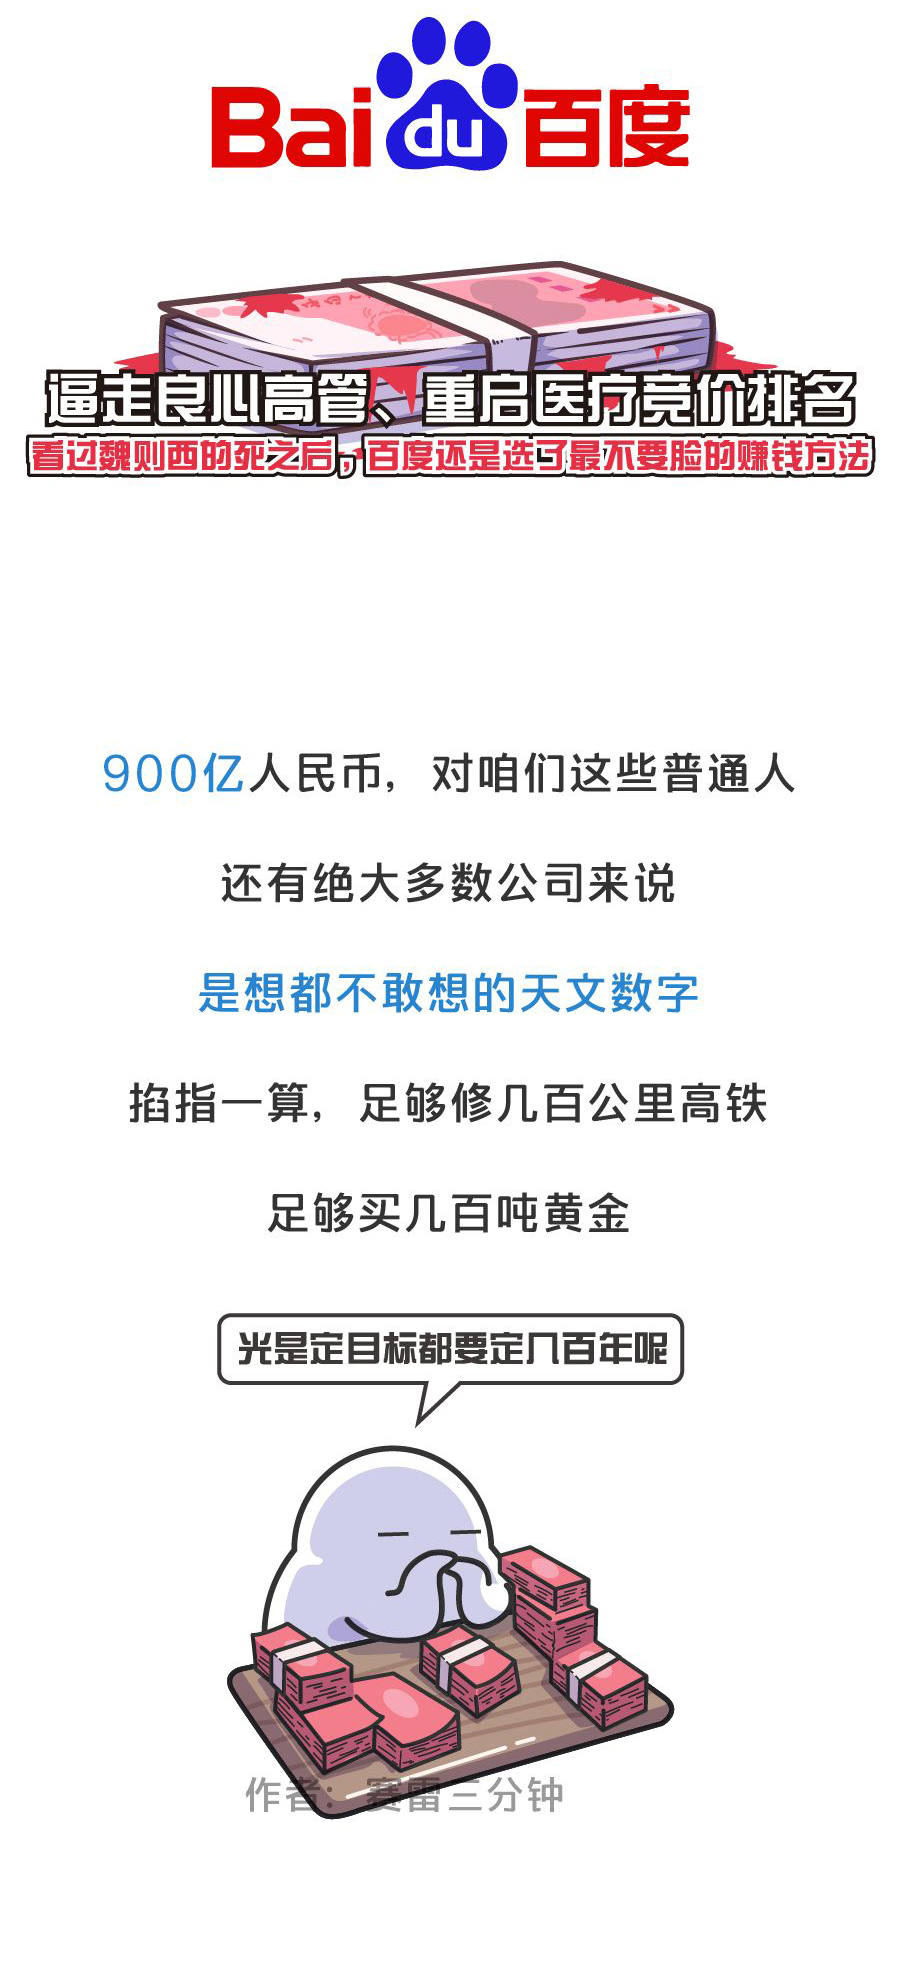 Baidu百度
逼走良心高管、重启医疗竞价排名
看过魏则西的死之后，百度还是选了最不要脸的赚钱方法
900亿人民币，对咱们这些普通人
还有绝大多数公司来说
是想都不敢想的天文数字
掐指一算，足够修几百公里高铁
足够买几百吨黄金
光是定目标都要定几百年呢
作者：赛雷三分钟